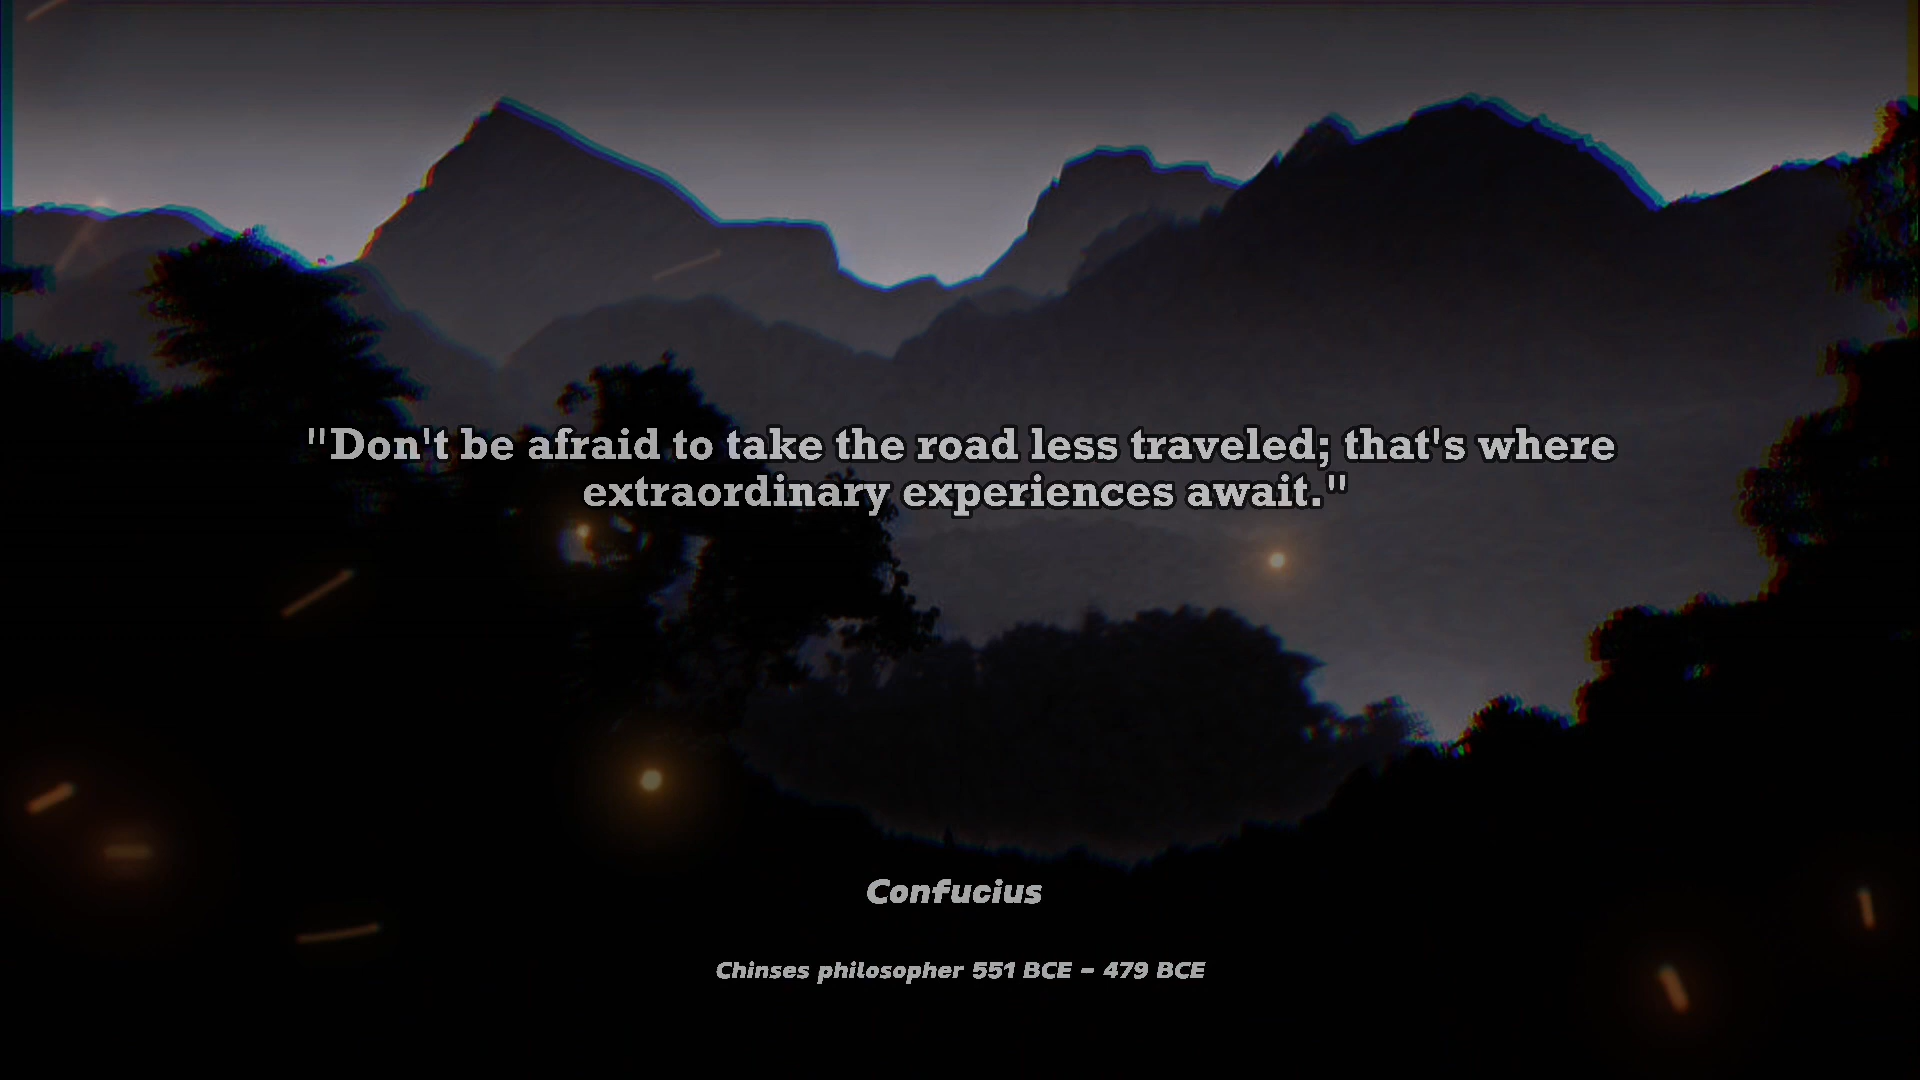 "Don't be afraid to take the road less traveled; that's where
extraordinary experiences await."
Confucius
Chinses philosopher 551 BCE – 479 BCE